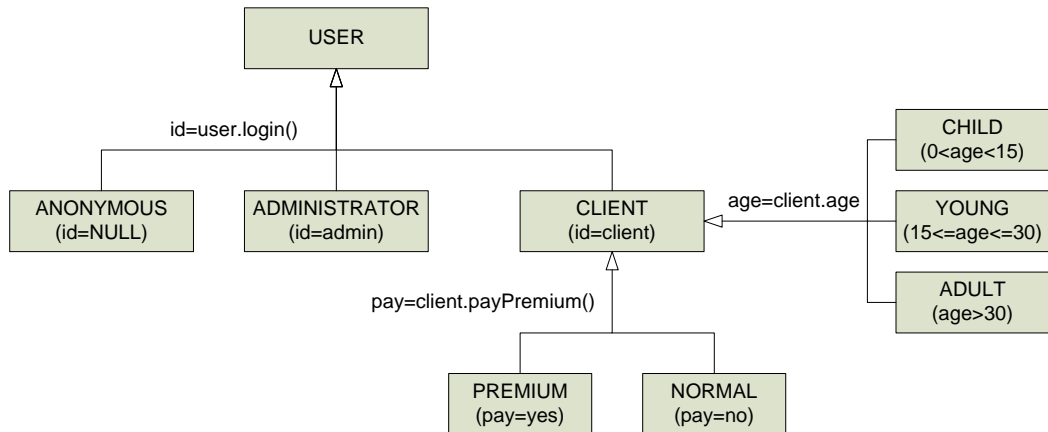 USER
id=user.login()
ANONYMOUS
(id=NULL)
ADMINISTRATOR
(id=admin)
CLIENT
(id=client)
age=client.age
CHILD
(0<age<15)
YOUNG
(15<=age<=30)
ADULT
(age>30)
pay=client.payPremium()
PREMIUM
(pay=yes)
NORMAL
(pay=no)